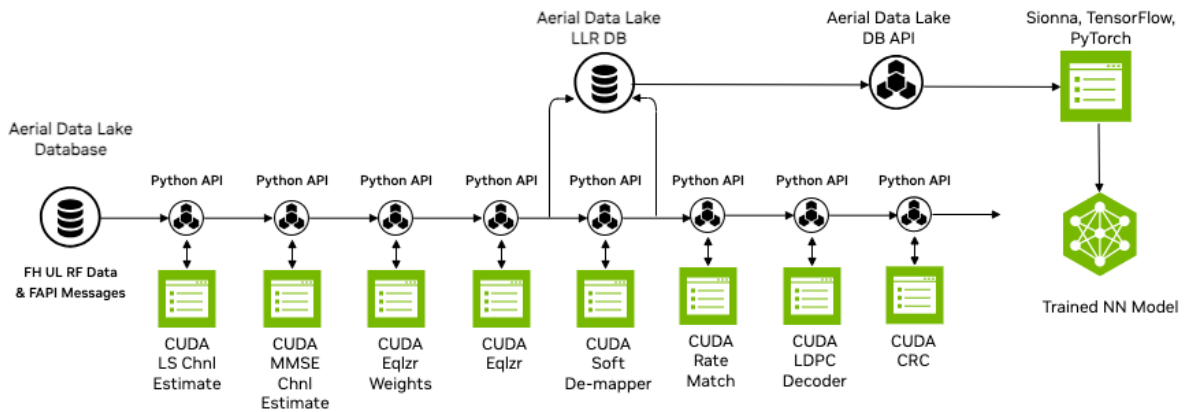 Aerial Data Lake
LLR DB
Aerial Data Lake
DB API
Sionna, TensorFlow,
PyTorch
Aerial Data Lake
Database
Python API
Python API
Python API
Python API
Python API
Python API
Python API
Python API
FH UL RF Data
& FAPI Messages
Trained NN Model
CUDA
LS Chnl
Estimate
CUDA
MMSE
Chnl
Estimate
CUDA
Eqlzr
Weights
CUDA
Eqlzr
CUDA
Soft
De-mapper
CUDA
Rate
Match
CUDA
LDPC
Decoder
CUDA
CRC